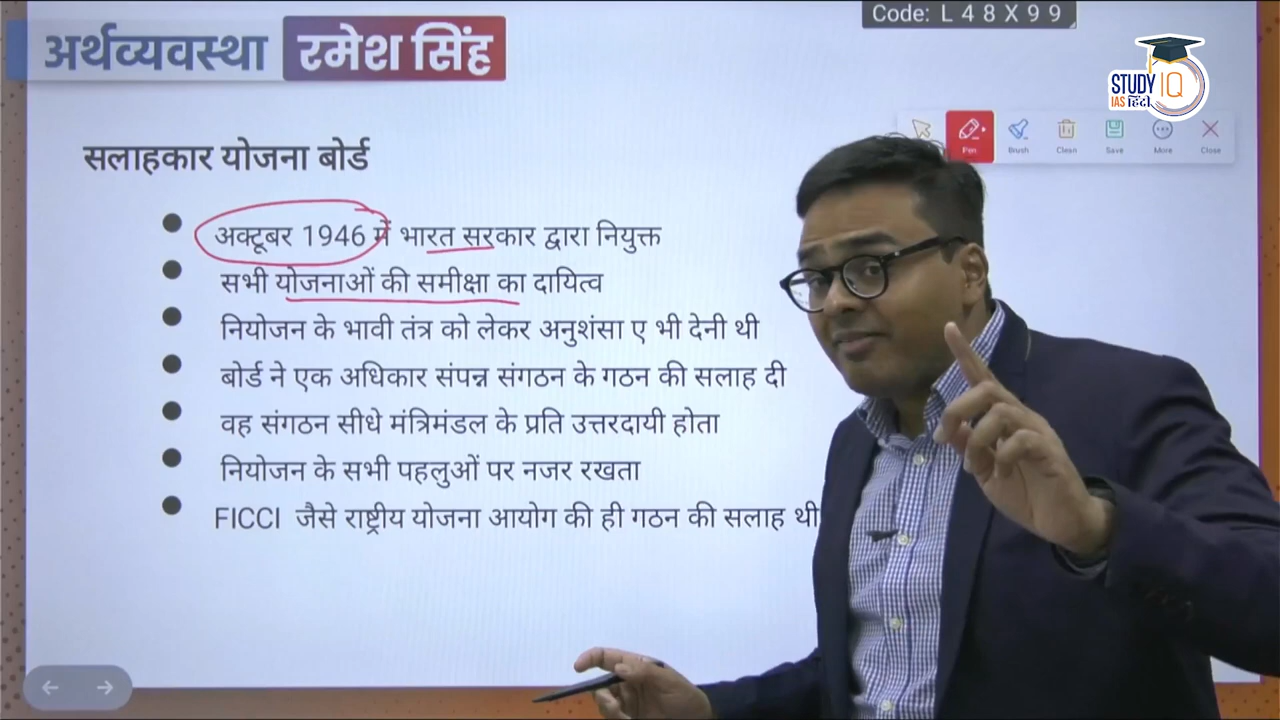 Code: L 4 8 X 9 9
अर्थव्यवस्था रमेश सिंह
STUDY IQ
IAS हिंदी
Pen Brush Clean Save More Close
सलाहकार योजना बोर्ड
अक्टूबर 1946 में भारत सरकार द्वारा नियुक्त
सभी योजनाओं की समीक्षा का दायित्व
नियोजन के भावी तंत्र को लेकर अनुशंसा ए भी देनी थी
बोर्ड ने एक अधिकार संपन्न संगठन के गठन की सलाह दी
वह संगठन सीधे मंत्रिमंडल के प्रति उत्तरदायी होता
नियोजन के सभी पहलुओं पर नजर रखता
FICCI जैसे राष्ट्रीय योजना आयोग की ही गठन की सलाह थी